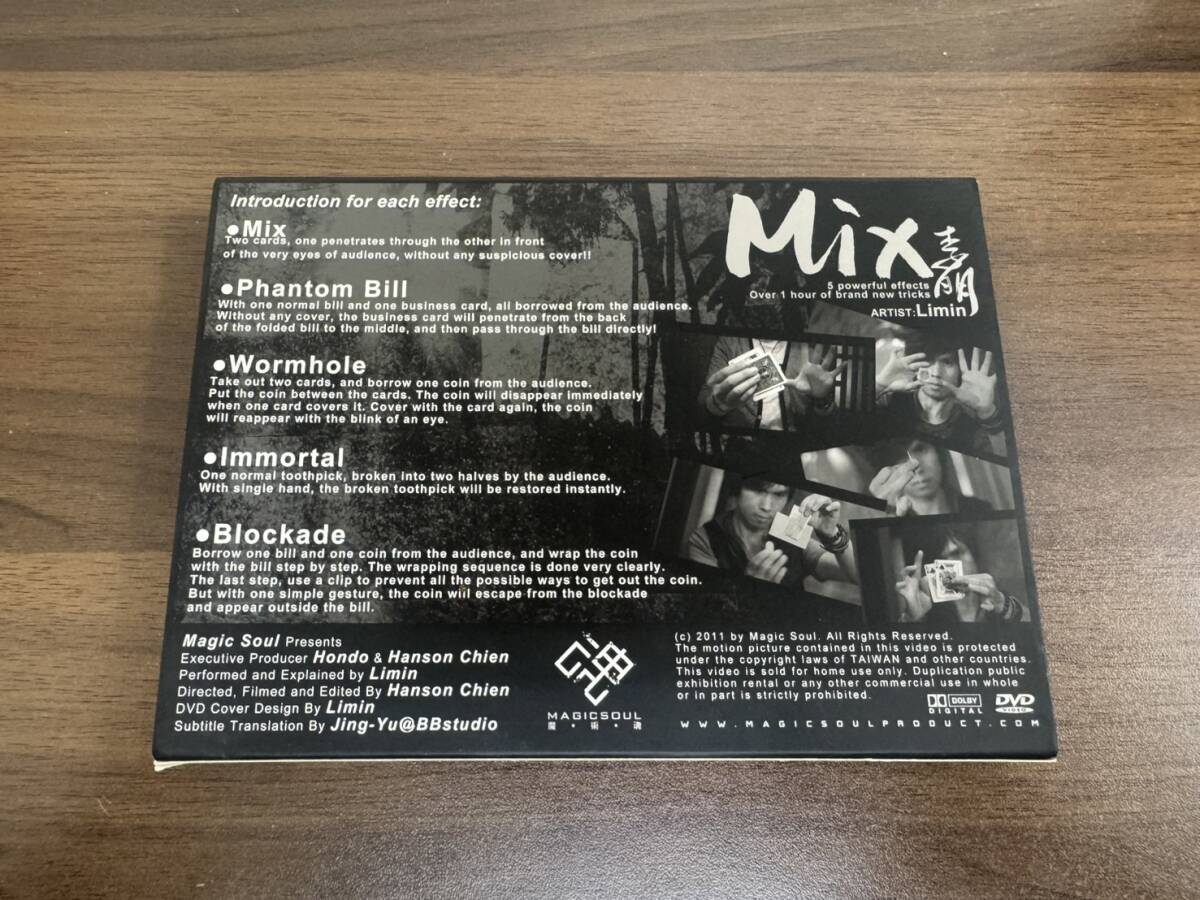 Introduction for each effect:
●Mix
Two cards, one penetrates through the other in front
of the very eyes of audience, without any suspicious cover!!
●Phantom Bill
With one normal bill and one business card, all borrowed from the audience.
Without any cover, the business card will penetrate from the back
of the folded bill to the middle, and then pass through the bill directly!
●Wormhole
Take out two cards, and borrow one coin from the audience.
Put the coin between the cards. The coin will disappear immediately
when one card covers it. Cover with the card again, the coin
will reappear with the blink of an eye.
●Immortal
One normal toothpick, broken into two halves by the audience.
With single hand, the broken toothpick will be restored instantly.
●Blockade
Borrow one bill and one coin from the audience, and wrap the coin
with the bill step by step. The wrapping sequence is done very clearly.
The last step, use a clip to prevent all the possible ways to get out the coin.
But with one simple gesture, the coin will escape from the blockade
and appear outside the bill.
Mix
5 powerful effects
Over 1 hour of brand new tricks
ARTIST:Limin
Magic Soul Presents
Executive Producer Hondo & Hanson Chien
Performed and Explained by Limin
Directed, Filmed and Edited By Hanson Chien
DVD Cover Design By Limin
Subtitle Translation By Jing-Yu@BBstudio
MAGICSOUL
魔・術・魂
(c) 2011 by Magic Soul. All Rights Reserved.
The motion picture contained in this video is protected
under the copyright laws of TAIWAN and other countries.
This video is sold for home use only. Duplication public
exhibition rental or any other commercial use in whole
or in part is strictly prohibited.
DOLBY
DIGITAL
DVD
VIDEO
WWW.MAGICSOULPRODUCT.COM